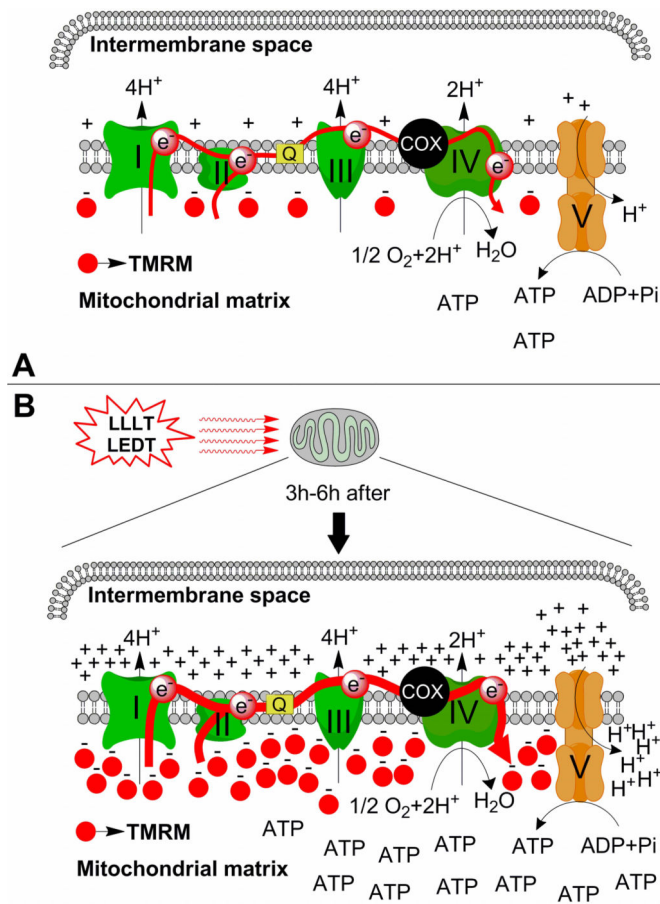 Intermembrane space
4H+ 4H+ 2H+
+ + + + + + + + +
I e- II e- Q III e- COX IV e- V
- - - - - - H+
1/2 O2+2H+ H2O
TMRM
Mitochondrial matrix ATP ATP ADP+Pi
ATP
A
B
LLLT
LEDT
3h-6h after
Intermembrane space
4H+ 4H+ 2H+
I e- II e- Q III e- COX IV e- V
H+ H+ H+
H+
H+ H+
1/2 O2+2H+ H2O
TMRM ATP ATP ATP ATP ATP ADP+Pi
Mitochondrial matrix
ATP ATP ATP ATP ATP ATP ATP